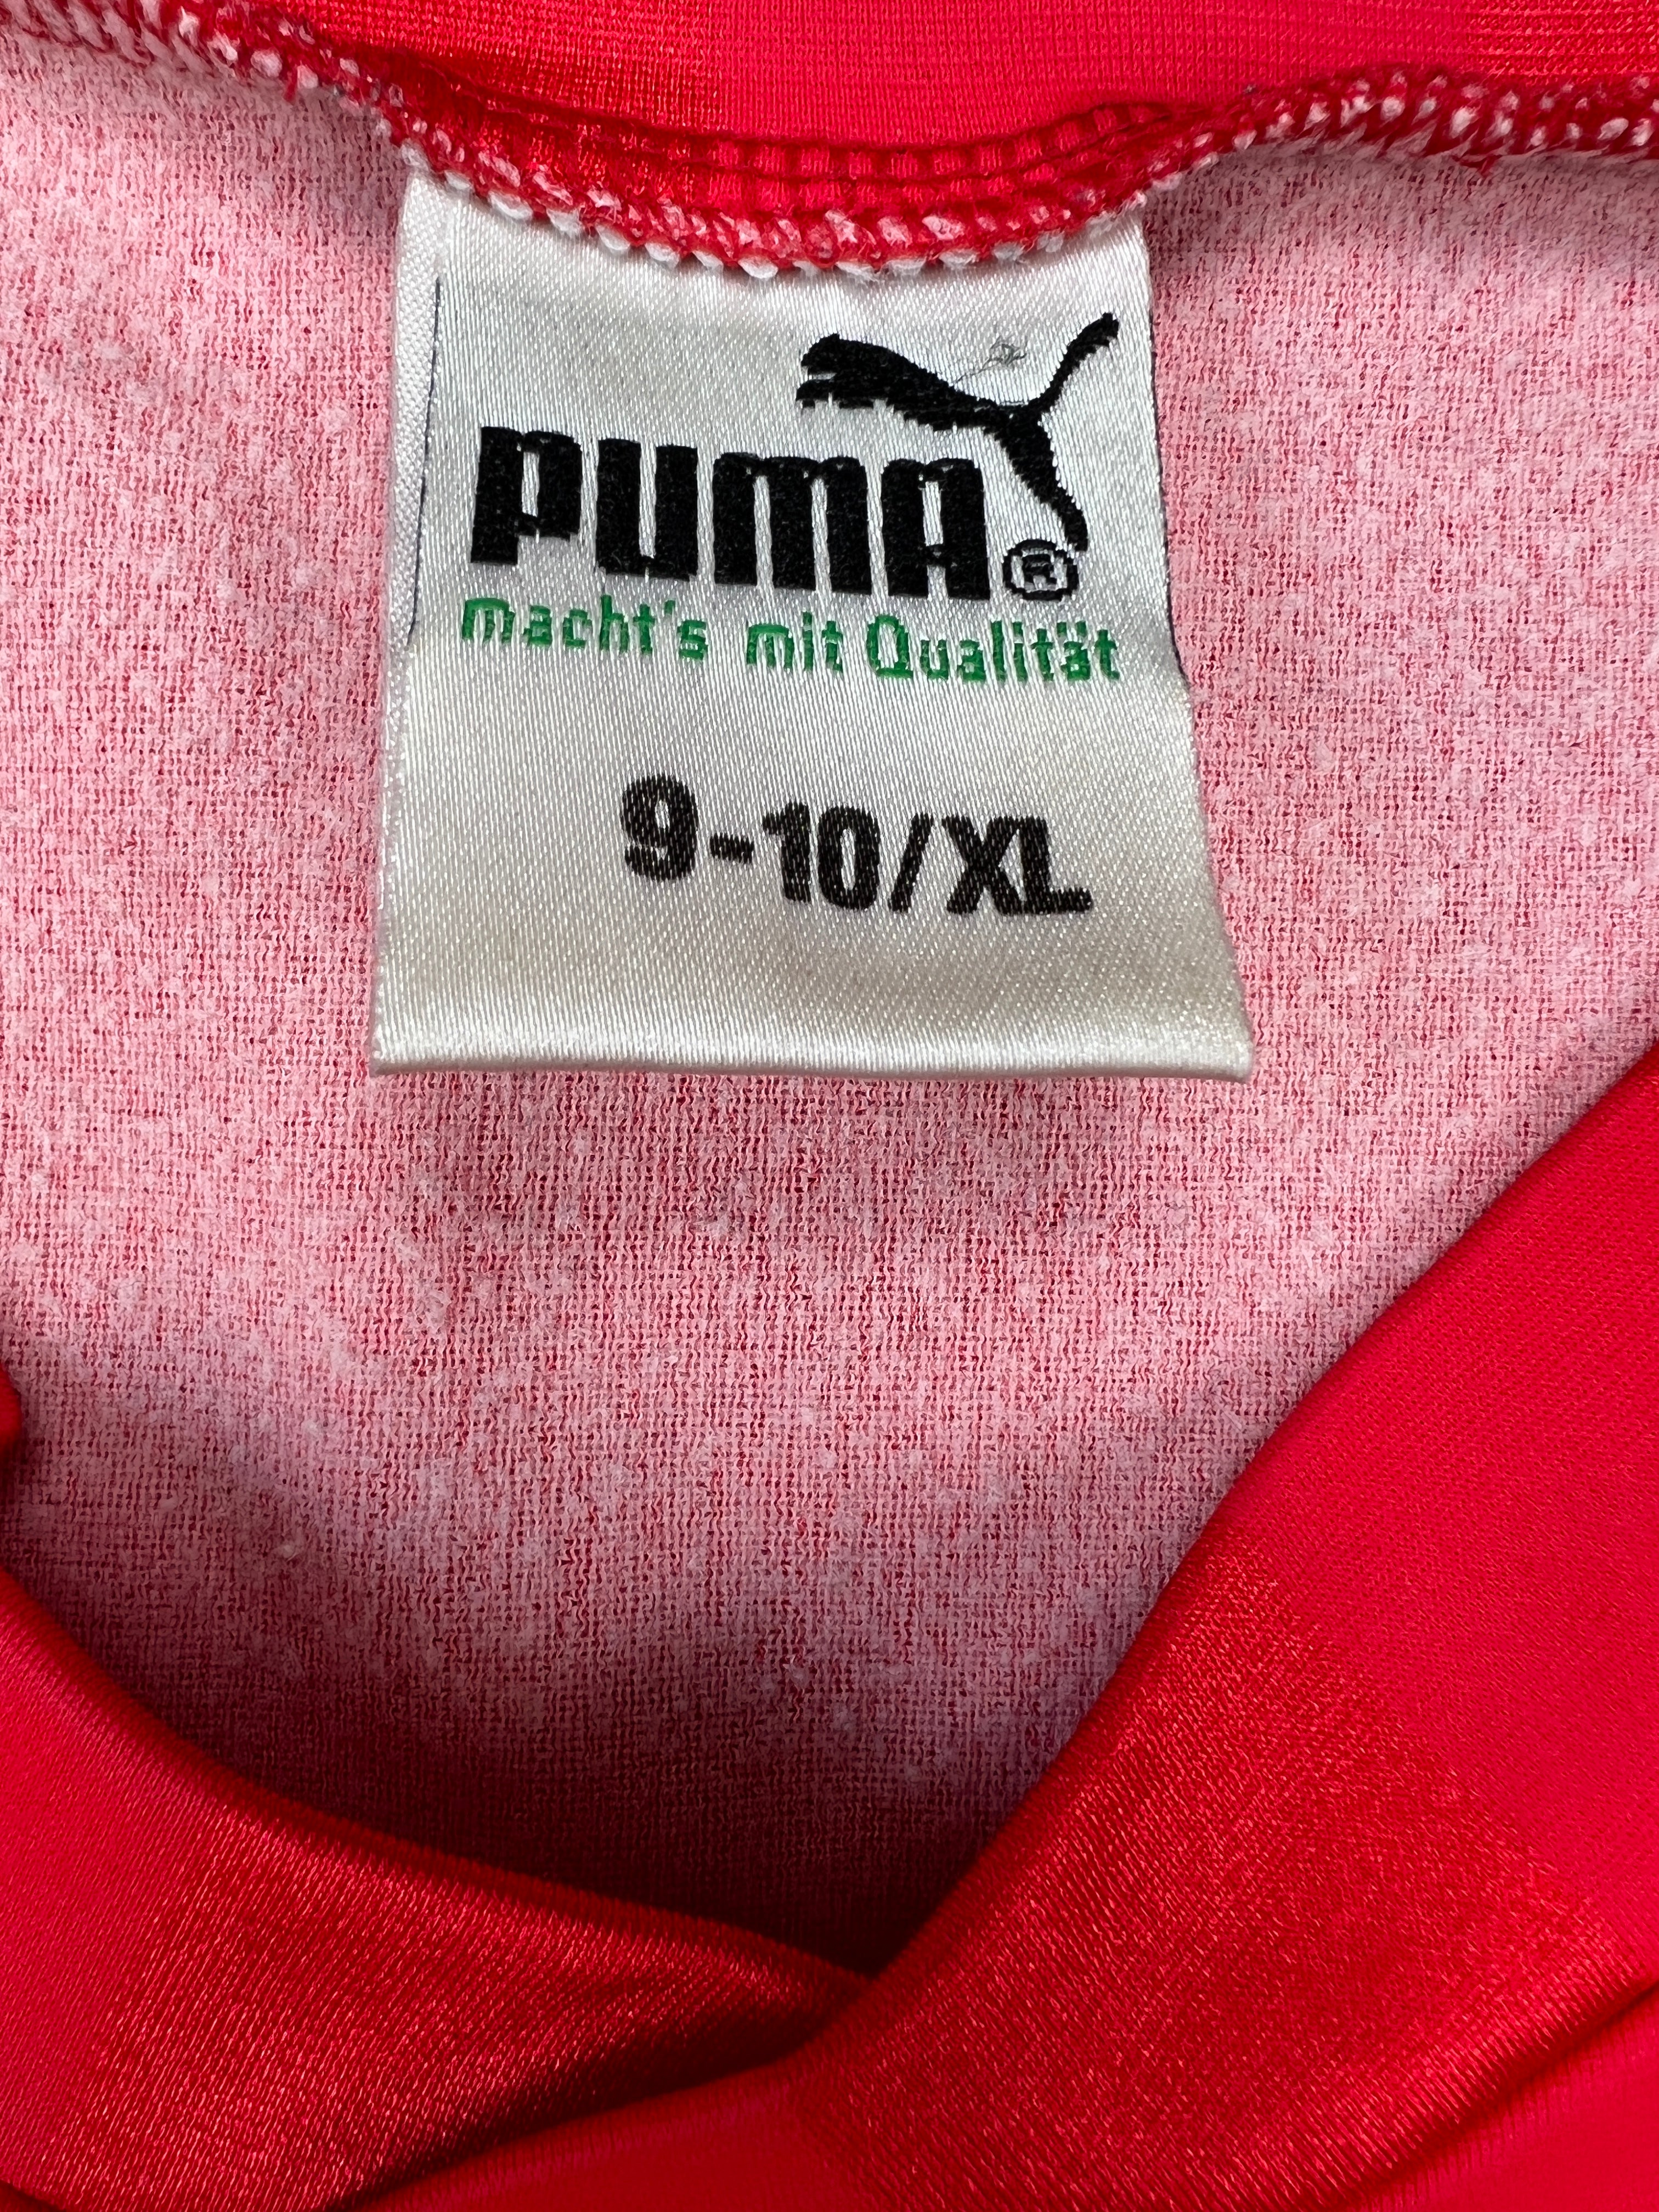 PUMA®
macht's mit Qualität
9-10/XL